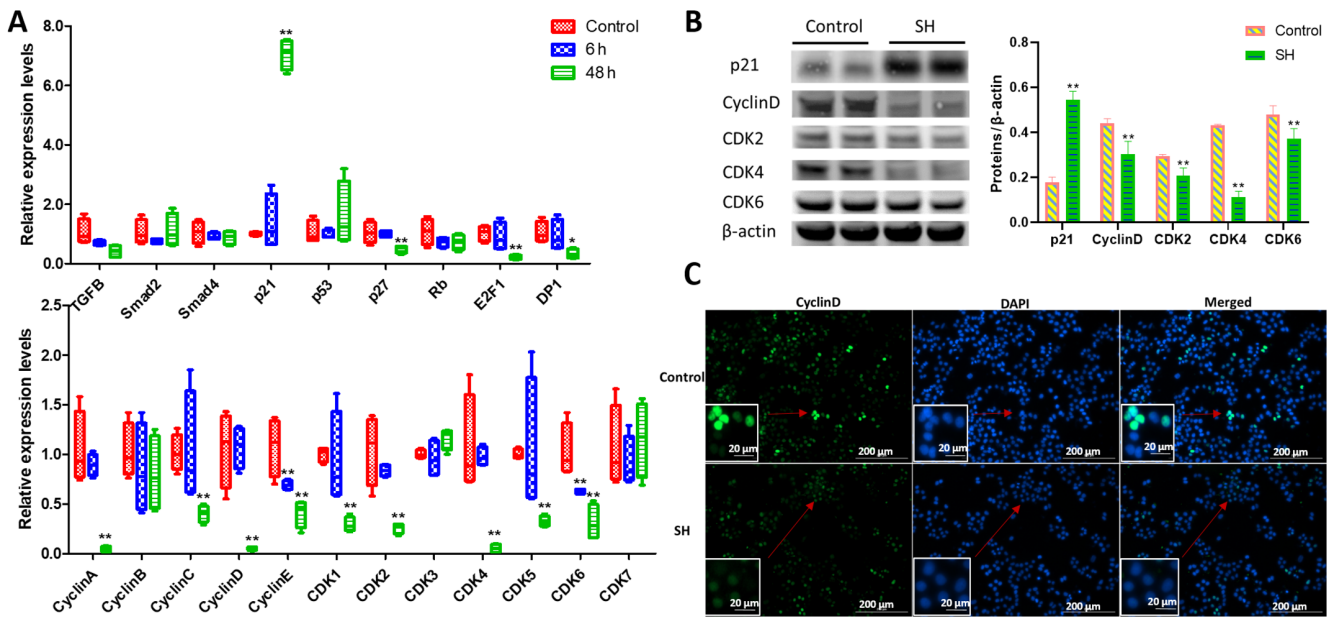 A
Control
6 h
48 h
Relative expression levels
8.0
6.0
4.0
2.0
0.0
**
**
**
*
TGFB
Smad2
Smad4
p21
p53
p27
Rb
E2F1
DP1
Relative expression levels
2.5
2.0
1.5
1.0
0.5
0.0
**
**
**
**
**
**
**
**
**
**
**
CyclinA
CyclinB
CyclinC
CyclinD
CyclinE
CDK1
CDK2
CDK3
CDK4
CDK5
CDK6
CDK7
B
Control SH
p21
CyclinD
CDK2
CDK4
CDK6
β-actin
Control
SH
Proteins/β-actin
0.8
0.6
0.4
0.2
0.0
**
**
**
**
**
p21 CyclinD CDK2 CDK4 CDK6
C
CyclinD DAPI Merged
Control
20 µm 200 µm 20 µm 200 µm 20 µm 200 µm
SH
20 µm 200 µm 20 µm 200 µm 20 µm 200 µm